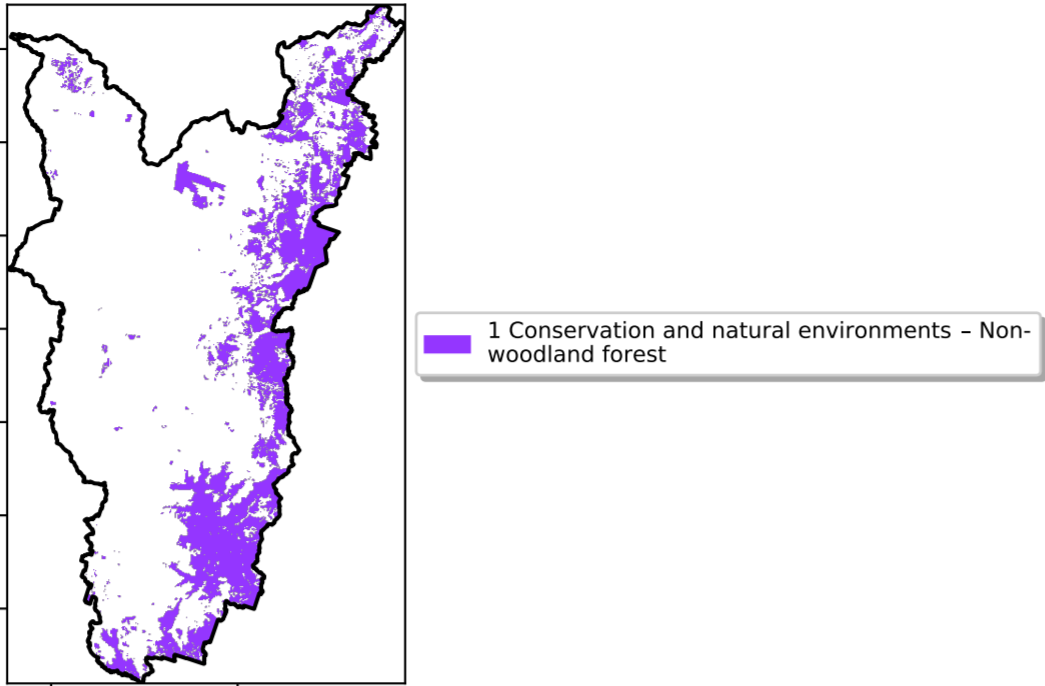 1 Conservation and natural environments – Non-
woodland forest